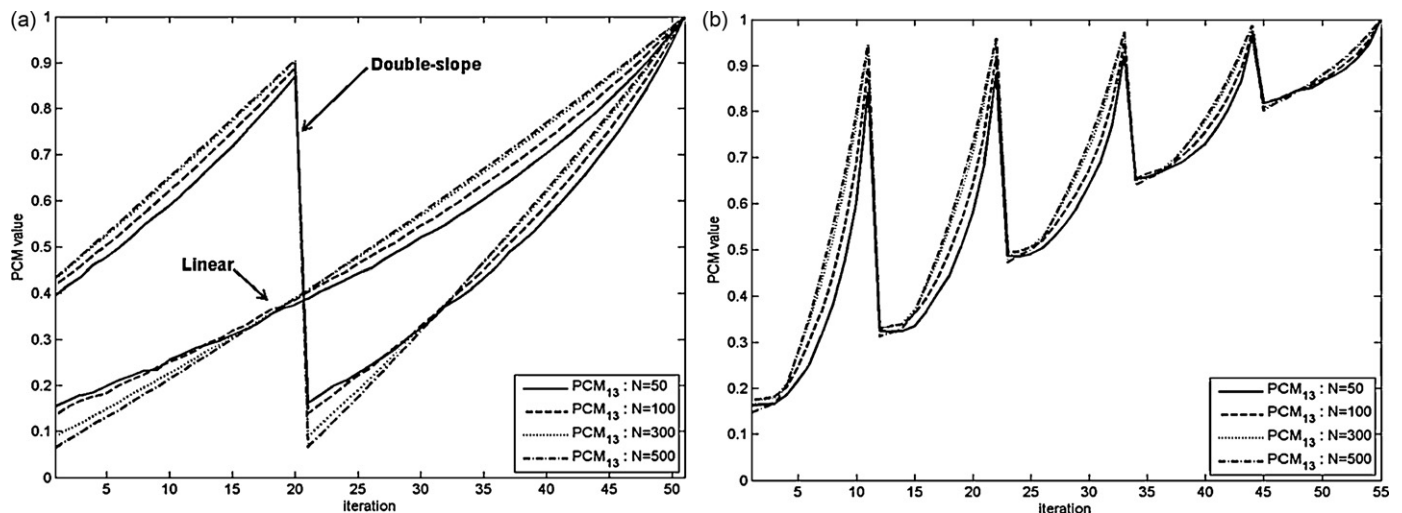 (a)
1
0.9
0.8
0.7
0.6
0.5
0.4
0.3
0.2
0.1
0
PCM value
Double-slope
Linear
PCM13 : N=50
PCM13 : N=100
PCM13 : N=300
PCM13 : N=500
5 10 15 20 25 30 35 40 45 50
iteration
(b)
1
0.9
0.8
0.7
0.6
0.5
0.4
0.3
0.2
0.1
0
PCM value
PCM13 : N=50
PCM13 : N=100
PCM13 : N=300
PCM13 : N=500
5 10 15 20 25 30 35 40 45 50 55
iteration